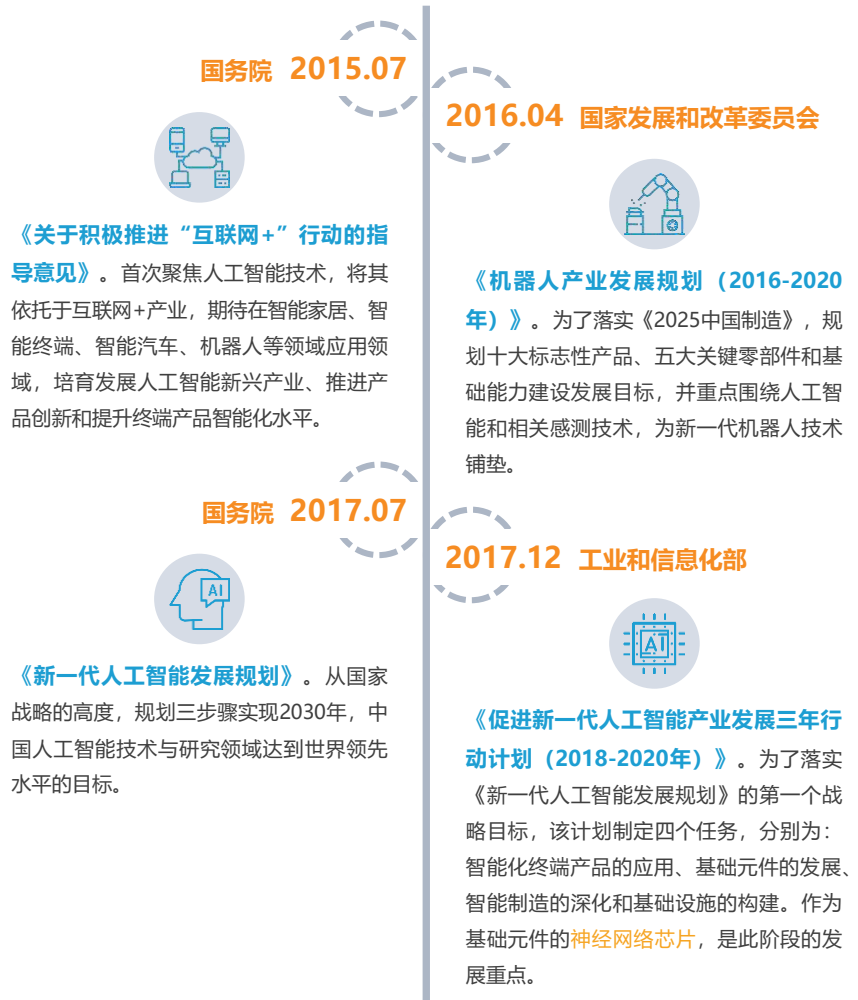 国务院 2015.07
《关于积极推进“互联网+”行动的指
导意见》。首次聚焦人工智能技术，将其
依托于互联网+产业，期待在智能家居、智
能终端、智能汽车、机器人等领域应用领
域，培育发展人工智能新兴产业、推进产
品创新和提升终端产品智能化水平。
2016.04 国家发展和改革委员会
《机器人产业发展规划（2016-2020
年）》。为了落实《2025中国制造》，规
划十大标志性产品、五大关键零部件和基
础能力建设发展目标，并重点围绕人工智
能和相关感测技术，为新一代机器人技术
铺垫。
国务院 2017.07
AI
《新一代人工智能发展规划》。从国家
战略的高度，规划三步骤实现2030年，中
国人工智能技术与研究领域达到世界领先
水平的目标。
2017.12 工业和信息化部
AI
《促进新一代人工智能产业发展三年行
动计划（2018-2020年）》。为了落实
《新一代人工智能发展规划》的第一个战
略目标，该计划制定四个任务，分别为：
智能化终端产品的应用、基础元件的发展、
智能制造的深化和基础设施的构建。作为
基础元件的神经网络芯片，是此阶段的发
展重点。